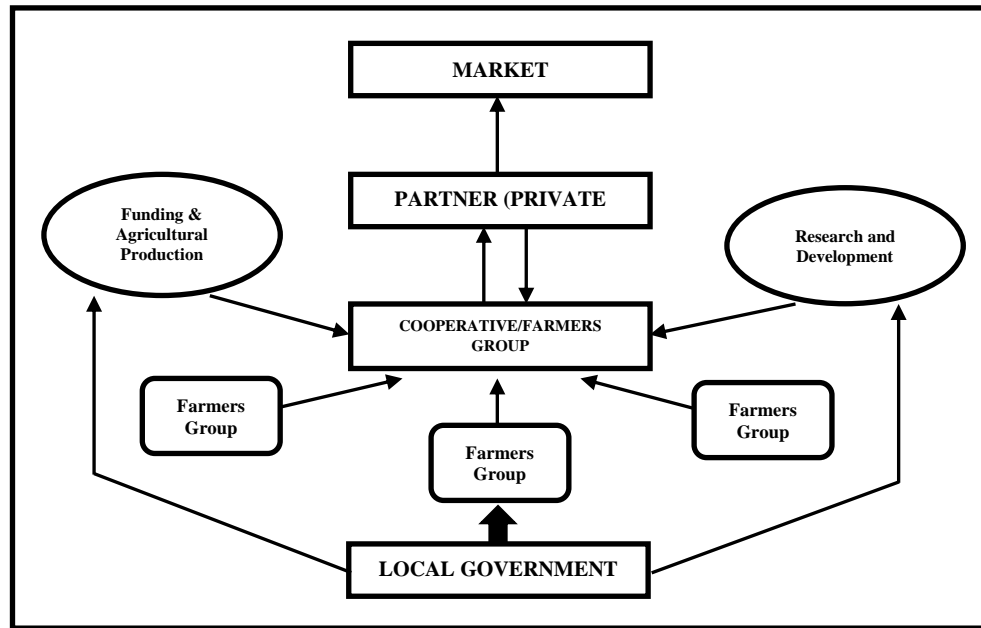 MARKET
PARTNER (PRIVATE
Funding &
Agricultural
Production
Research and
Development
COOPERATIVE/FARMERS
GROUP
Farmers
Group
Farmers
Group
Farmers
Group
LOCAL GOVERNMENT